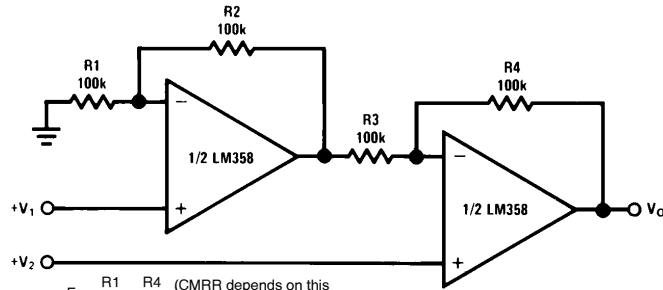 R2
100k
R1
100k
R4
100k
R3
100k
−
1/2 LM358
+
−
1/2 LM358
+
+V1
VO
+V2
R1 R4 (CMRR depends on this